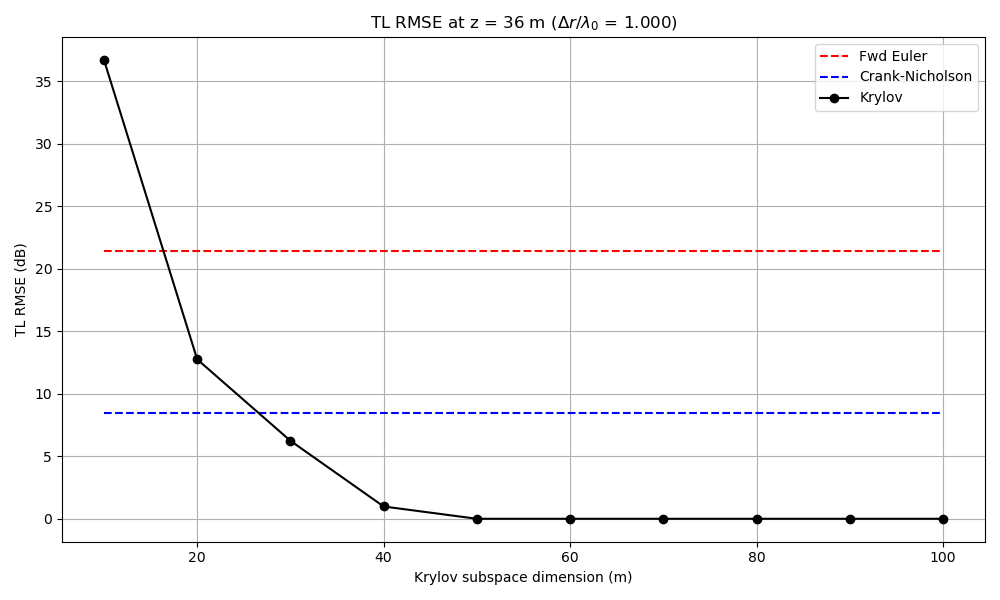 TL RMSE at z = 36 m (Δr/λ₀ = 1.000)
Fwd Euler
Crank-Nicholson
Krylov
TL RMSE (dB)
35
30
25
20
15
10
5
0
20 40 60 80 100
Krylov subspace dimension (m)